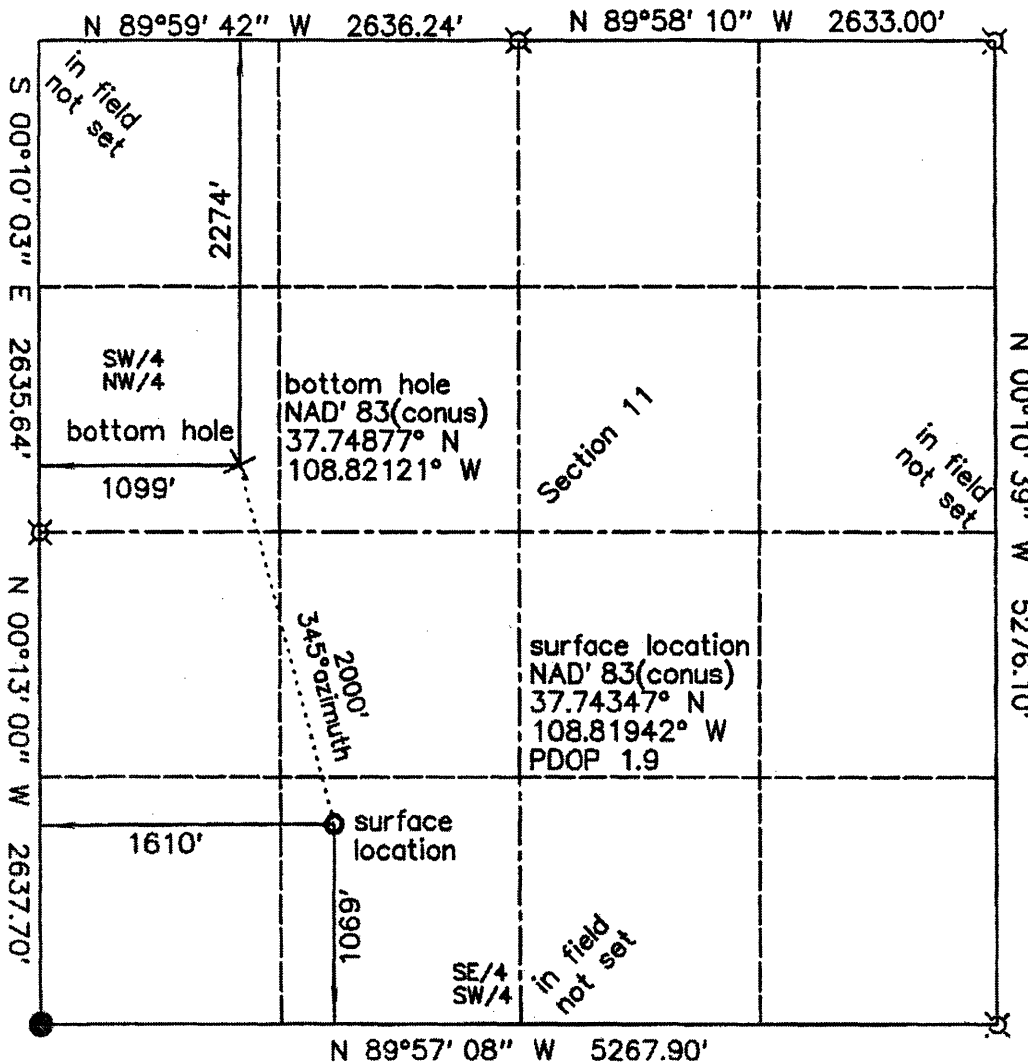 N 89°59' 42" W 2636.24'
N 89°58' 10" W 2633.00'
in field
not set
S 00°10' 03" E 2635.64'
2274'
SW/4
NW/4
bottom hole
1099'
bottom hole
NAD' 83(conus)
37.74877° N
108.82121° W
Section 11
in field
not set
N 00°10' 39" W 5276.10'
N 00°13' 00" W 2637.70'
2000'
345°azimuth
surface location
NAD' 83(conus)
37.74347° N
108.81942° W
PDOP 1.9
1610'
surface
location
1069'
SE/4
SW/4
in field
not set
N 89°57' 08" W 5267.90'